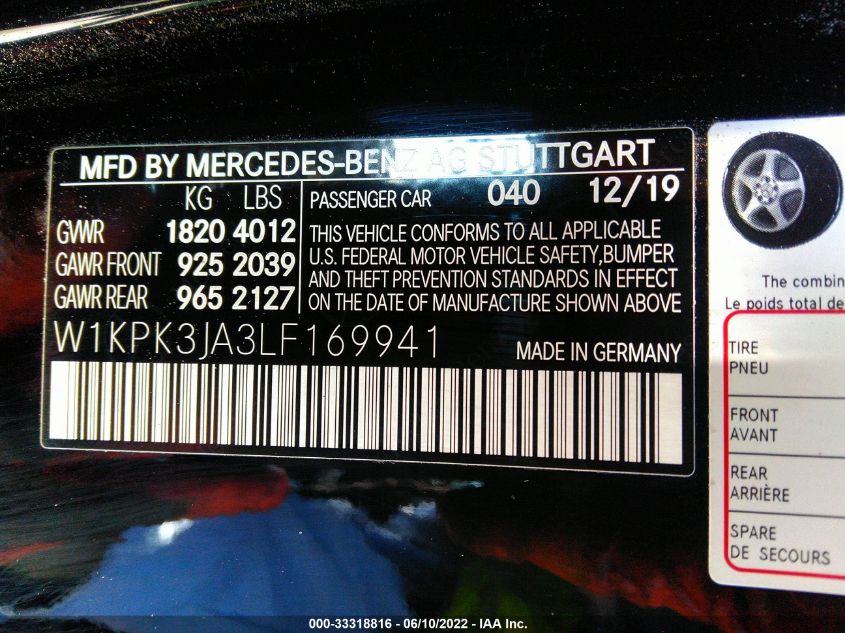 MFD BY MERCEDES-BENZ AG STUTTGART
KG LBS
GVWR 1820 4012
GAWR FRONT 925 2039
GAWR REAR 965 2127
PASSENGER CAR 040 12/19
THIS VEHICLE CONFORMS TO ALL APPLICABLE
U.S. FEDERAL MOTOR VEHICLE SAFETY,BUMPER
AND THEFT PREVENTION STANDARDS IN EFFECT
ON THE DATE OF MANUFACTURE SHOWN ABOVE
W1KPK3JA3LF169941
MADE IN GERMANY
The combin
Le poids total de
TIRE
PNEU
FRONT
AVANT
REAR
ARRIÈRE
SPARE
DE SECOURS
000-33318816 - 06/10/2022 - IAA Inc.